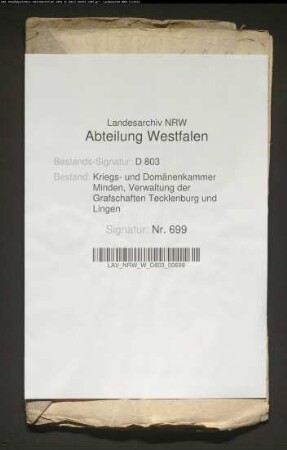 Landesarchiv NRW
Abteilung Westfalen
Bestands-Signatur: D 803
Bestand: Kriegs- und Domänenkammer
Minden, Verwaltung der
Grafschaften Tecklenburg und
Lingen
Signatur: Nr. 699
LAV_NRW_W_D803_00699